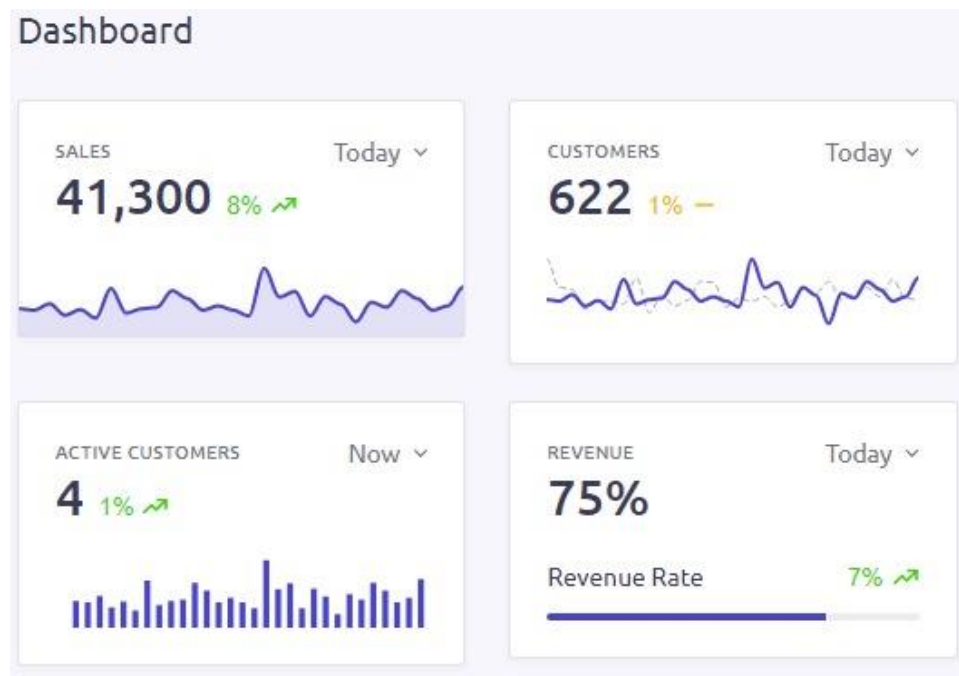 Dashboard
SALES
Today
41,300 8%
CUSTOMERS
Today
622 1%
ACTIVE CUSTOMERS
Now
4 1%
REVENUE
Today
75%
Revenue Rate
7%